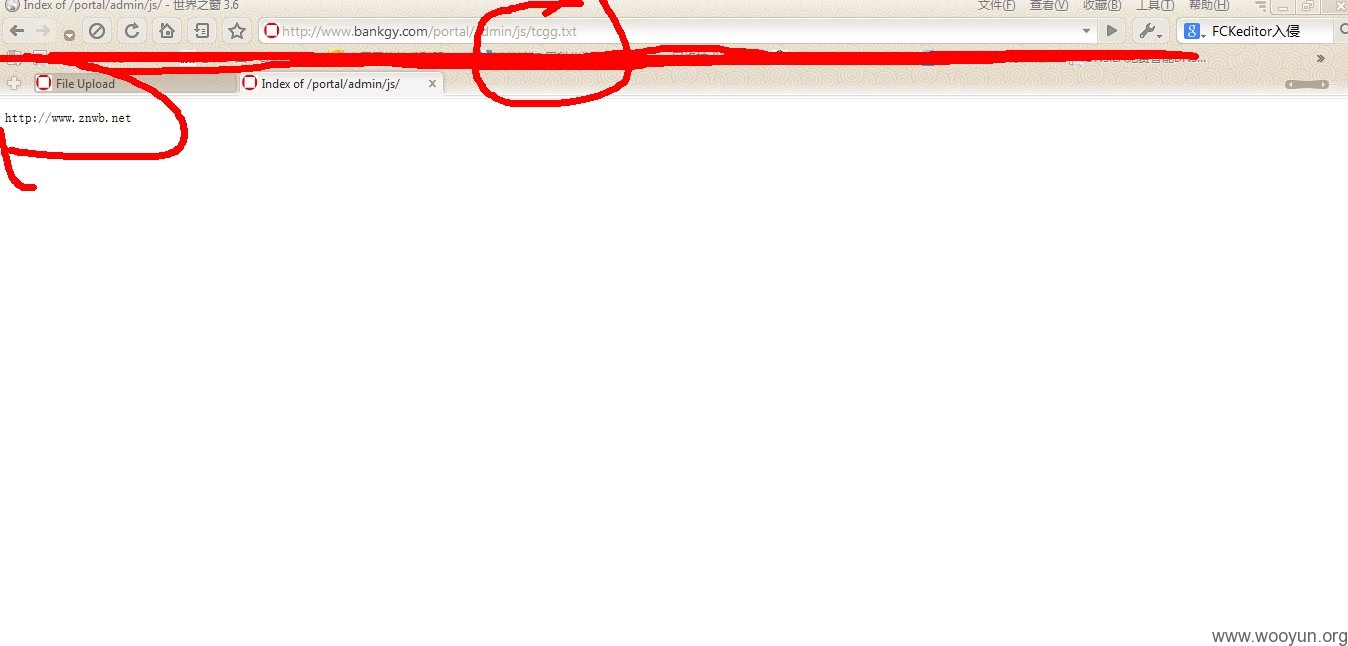 Index of /portal/admin/js/ - 世界之窗 3.6
文件(F) 查看(V) 收藏(B) 工具(T) 帮助(H)
http://www.bankgy.com/portal/admin/js/tcgg.txt
FCKeditor入侵
File Upload
Index of /portal/admin/js/
http://www.znwb.net
www.wooyun.org